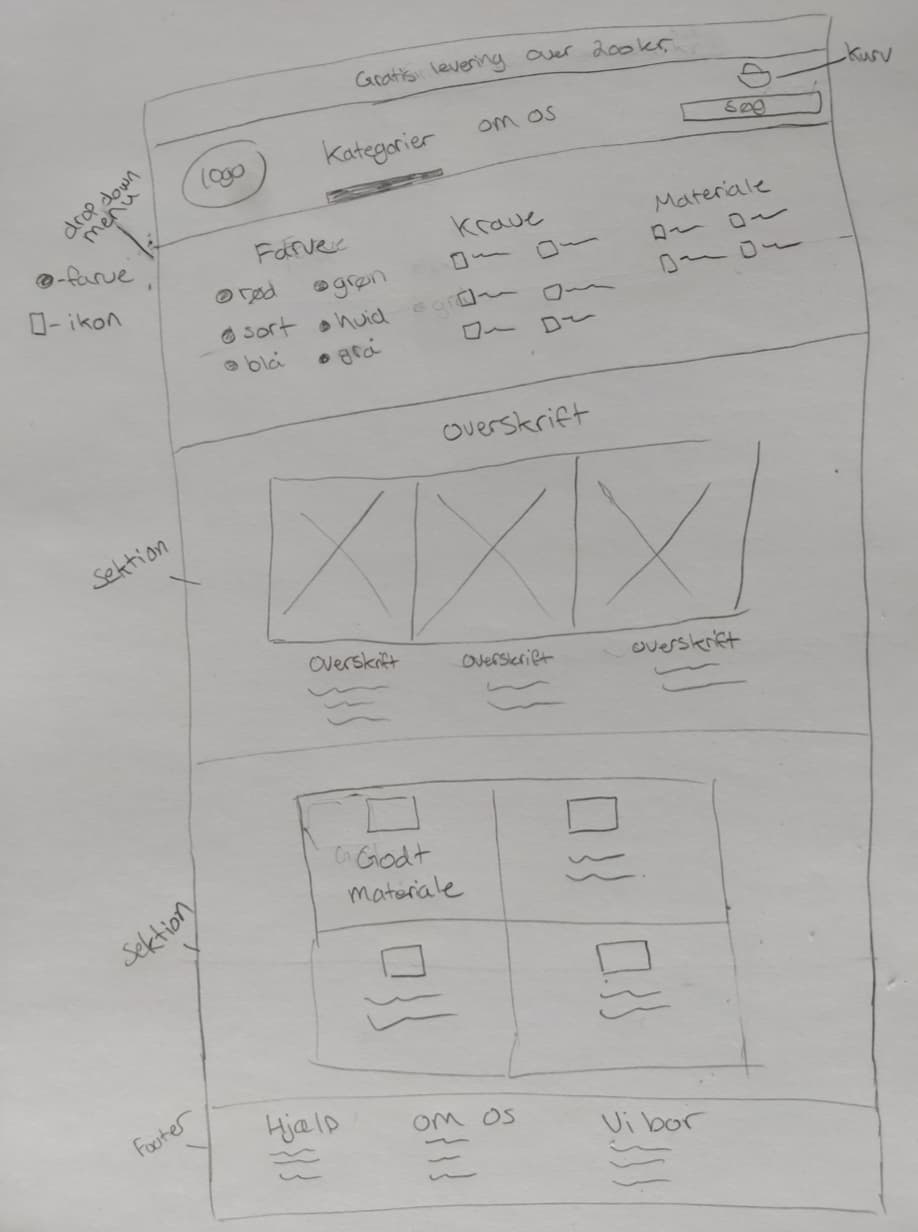 Gratis levering over 200kr.
Kurv
søg
logo
Kategorier
om os
drop down
menu
-farve
- ikon
Farve
rød
grøn
sort
hvid
blå
grå
Krave
Materiale
Overskrift
Sektion
Overskrift
Overskrift
Overskrift
Sektion
Godt
materiale
Footer
Hjælp
om os
Vi bor